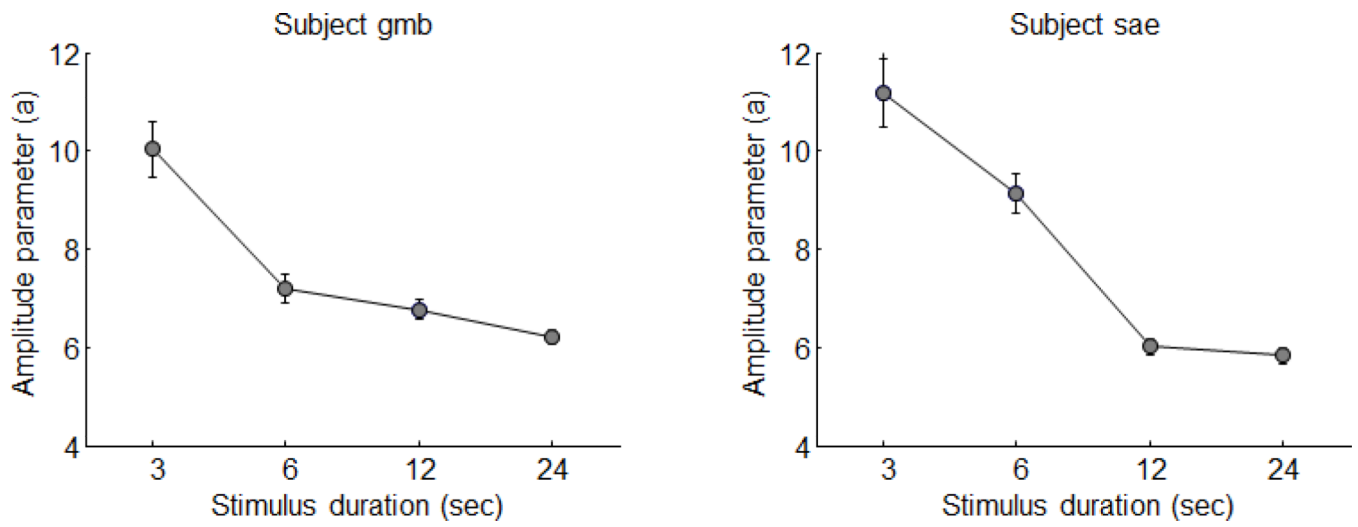 Subject gmb
12
10
8
6
4
Amplitude parameter (a)
3 6 12 24
Stimulus duration (sec)
Subject sae
12
10
8
6
4
Amplitude parameter (a)
3 6 12 24
Stimulus duration (sec)